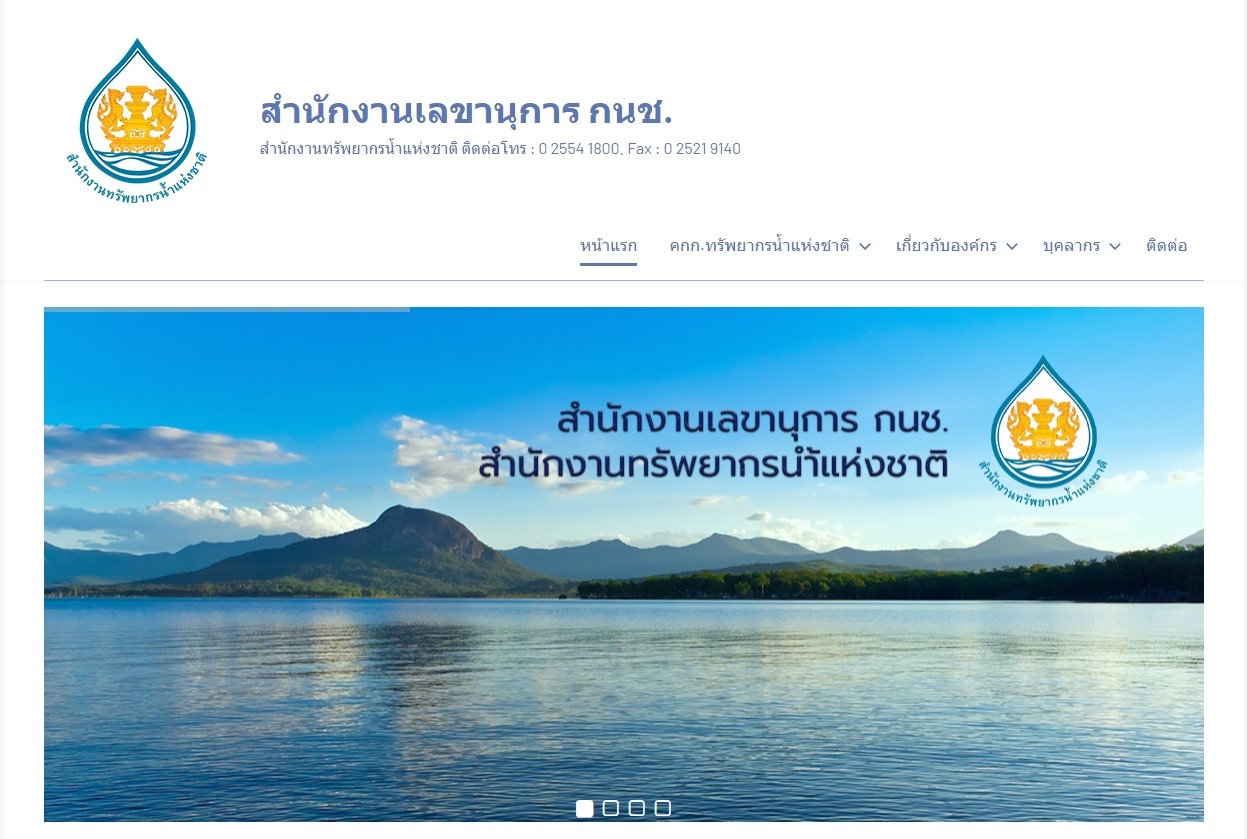 สำนักงานทรัพยากรน้ำแห่งชาติ
สำนักงานเลขานุการ กนช.
สำนักงานทรัพยากรน้ำแห่งชาติ ติดต่อโทร : 0 2554 1800, Fax : 0 2521 9140
หน้าแรก คกก.ทรัพยากรน้ำแห่งชาติ เกี่ยวกับองค์กร บุคลากร ติดต่อ
สำนักงานเลขานุการ กนช.
สำนักงานทรัพยากรน้ำแห่งชาติ
สำนักงานทรัพยากรน้ำแห่งชาติ